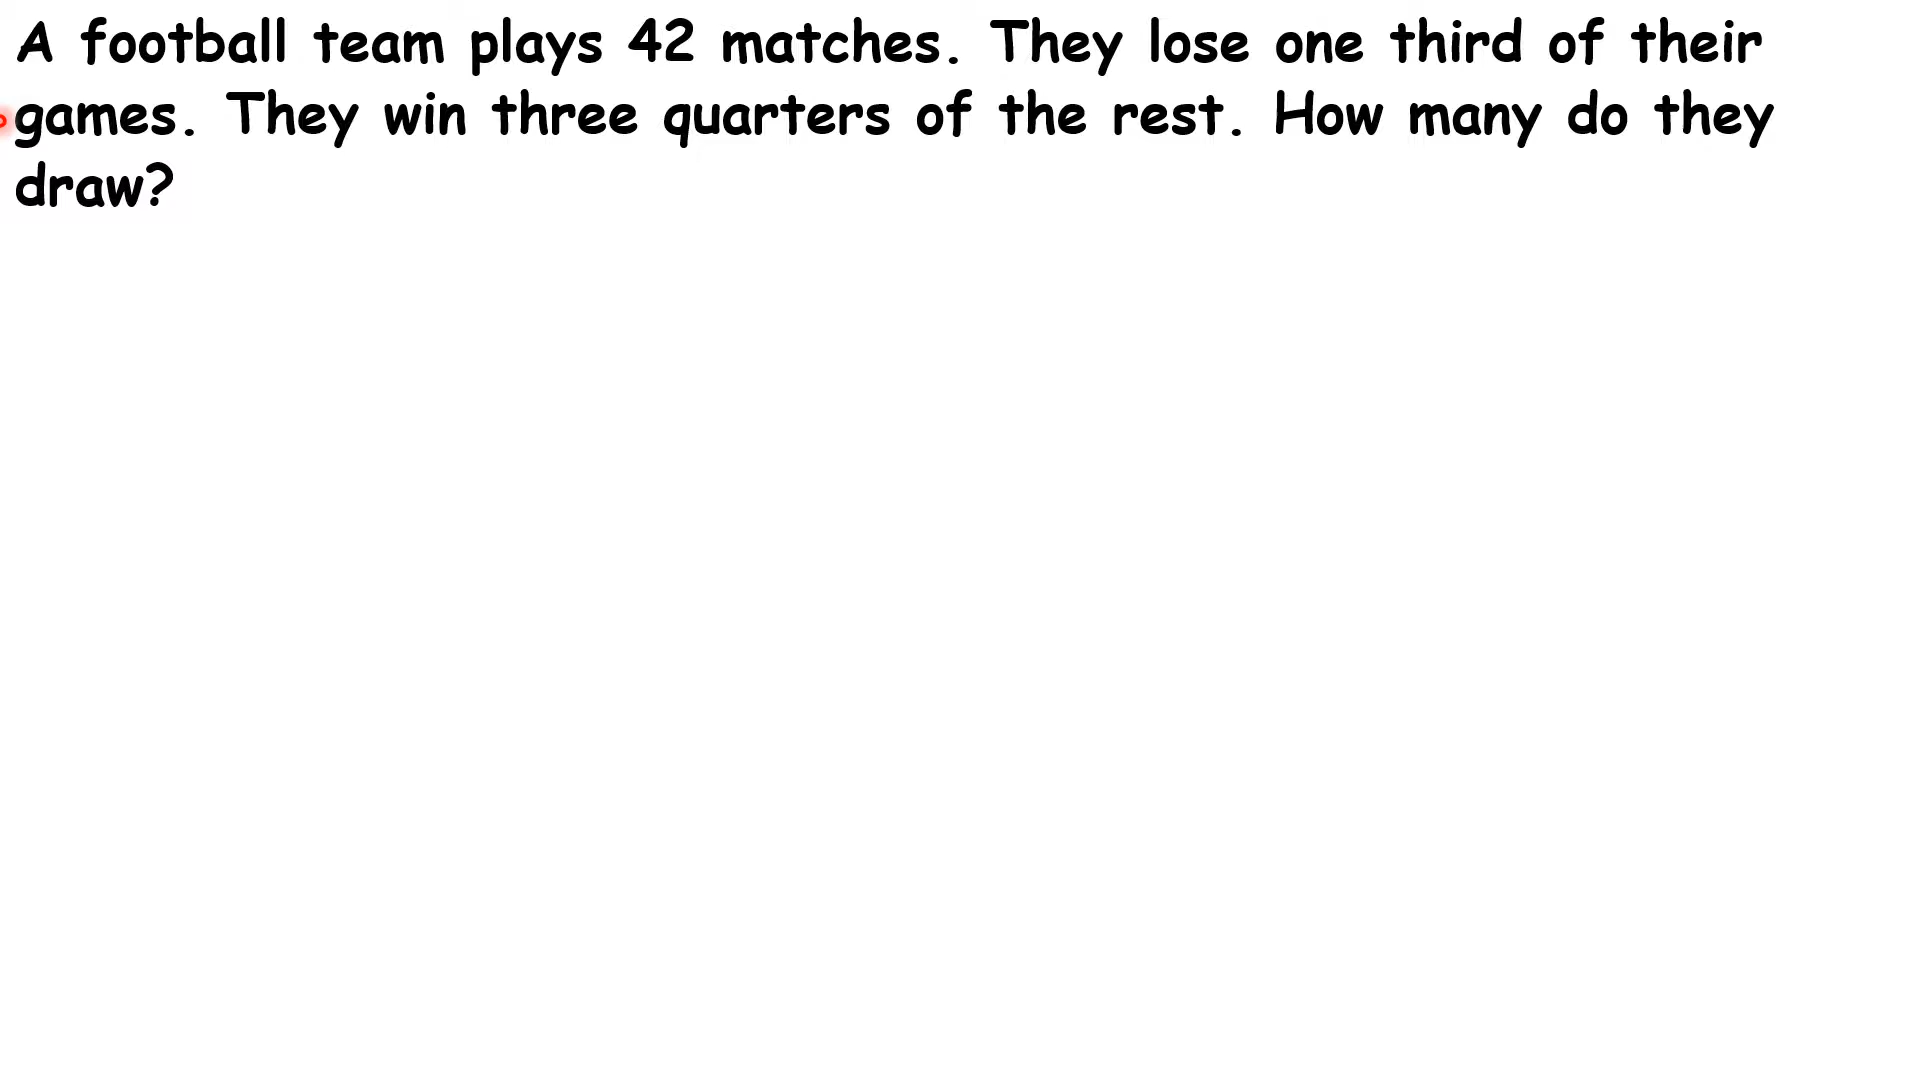 A football team plays 42 matches. They lose one third of their
games. They win three quarters of the rest. How many do they
draw?